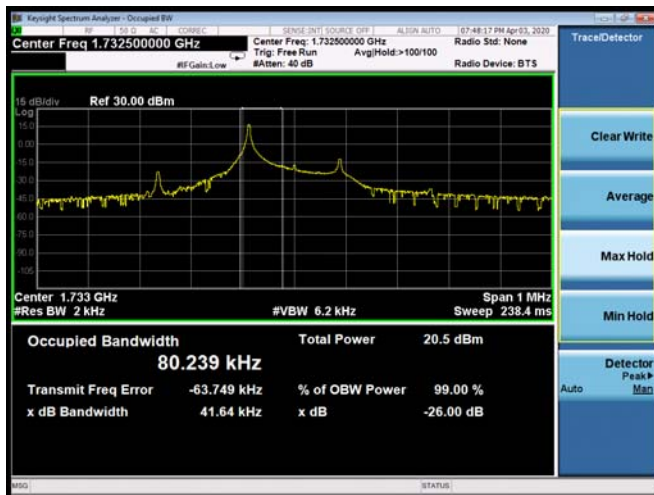 Keysight Spectrum Analyzer - Occupied BW
RF 50 Ω AC CORREC SENSE:INT SOURCE OFF ALIGN AUTO 07:48:17 PM Apr 03, 2020
Center Freq 1.732500000 GHz
Center Freq: 1.732500000 GHz
Radio Std: None
Trig: Free Run Avg|Hold:>100/100
#IFGain:Low
#Atten: 40 dB
Radio Device: BTS
Trace/Detector
15 dB/div Ref 30.00 dBm
Log
15.0
0.00
-15.0
-30.0
-45.0
-60.0
-75.0
-90.0
-105
Center 1.733 GHz
Span 1 MHz
#Res BW 2 kHz
#VBW 6.2 kHz
Sweep 238.4 ms
Occupied Bandwidth
80.239 kHz
Total Power 20.5 dBm
Transmit Freq Error -63.749 kHz
% of OBW Power 99.00 %
x dB Bandwidth 41.64 kHz
x dB -26.00 dB
Clear Write
Average
Max Hold
Min Hold
Detector
Peak▶
Auto Man
MSG
STATUS